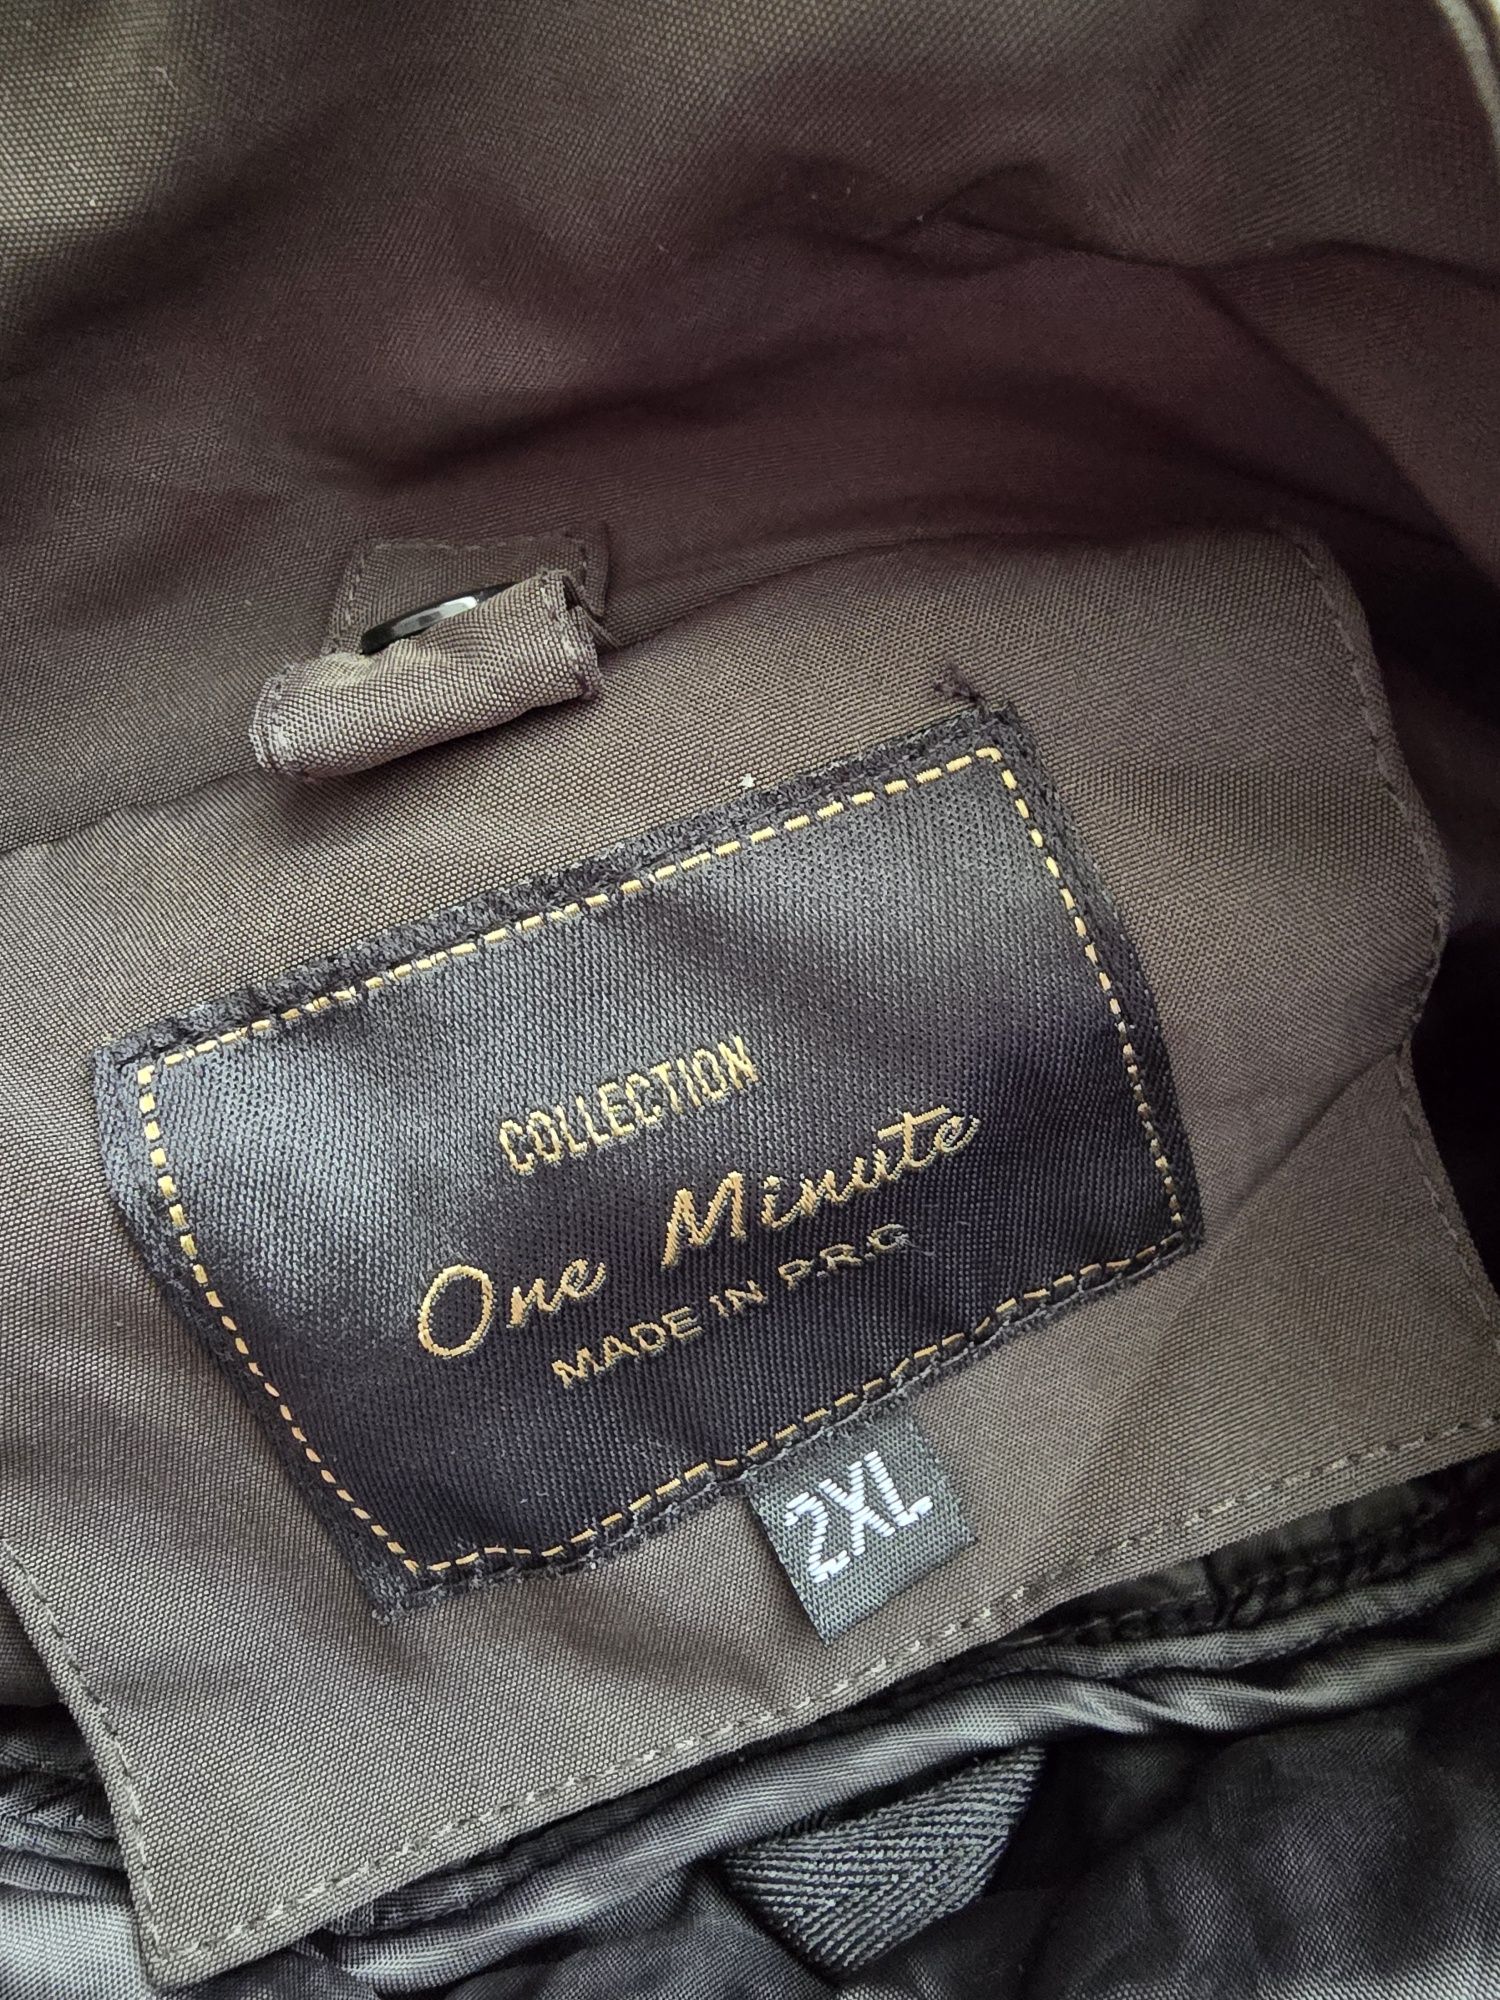 COLLECTION
One Minute
MADE IN P.R.C
2XL